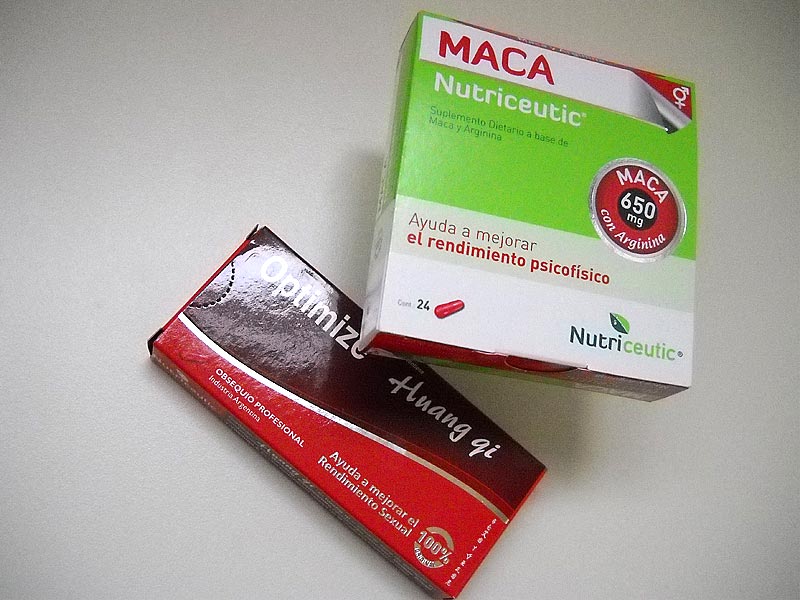 MACA
Nutriceutic®
Suplemento Dietario a base de
Maca y Arginina
MACA
650
mg
con Arginina
Ayuda a mejorar
el rendimiento psicofísico
Cont. 24
Nutriceutic®
Optimize
Huang qi
OBSEQUIO PROFESIONAL
Industria Argentina
Ayuda a mejorar el
Rendimiento Sexual
100%